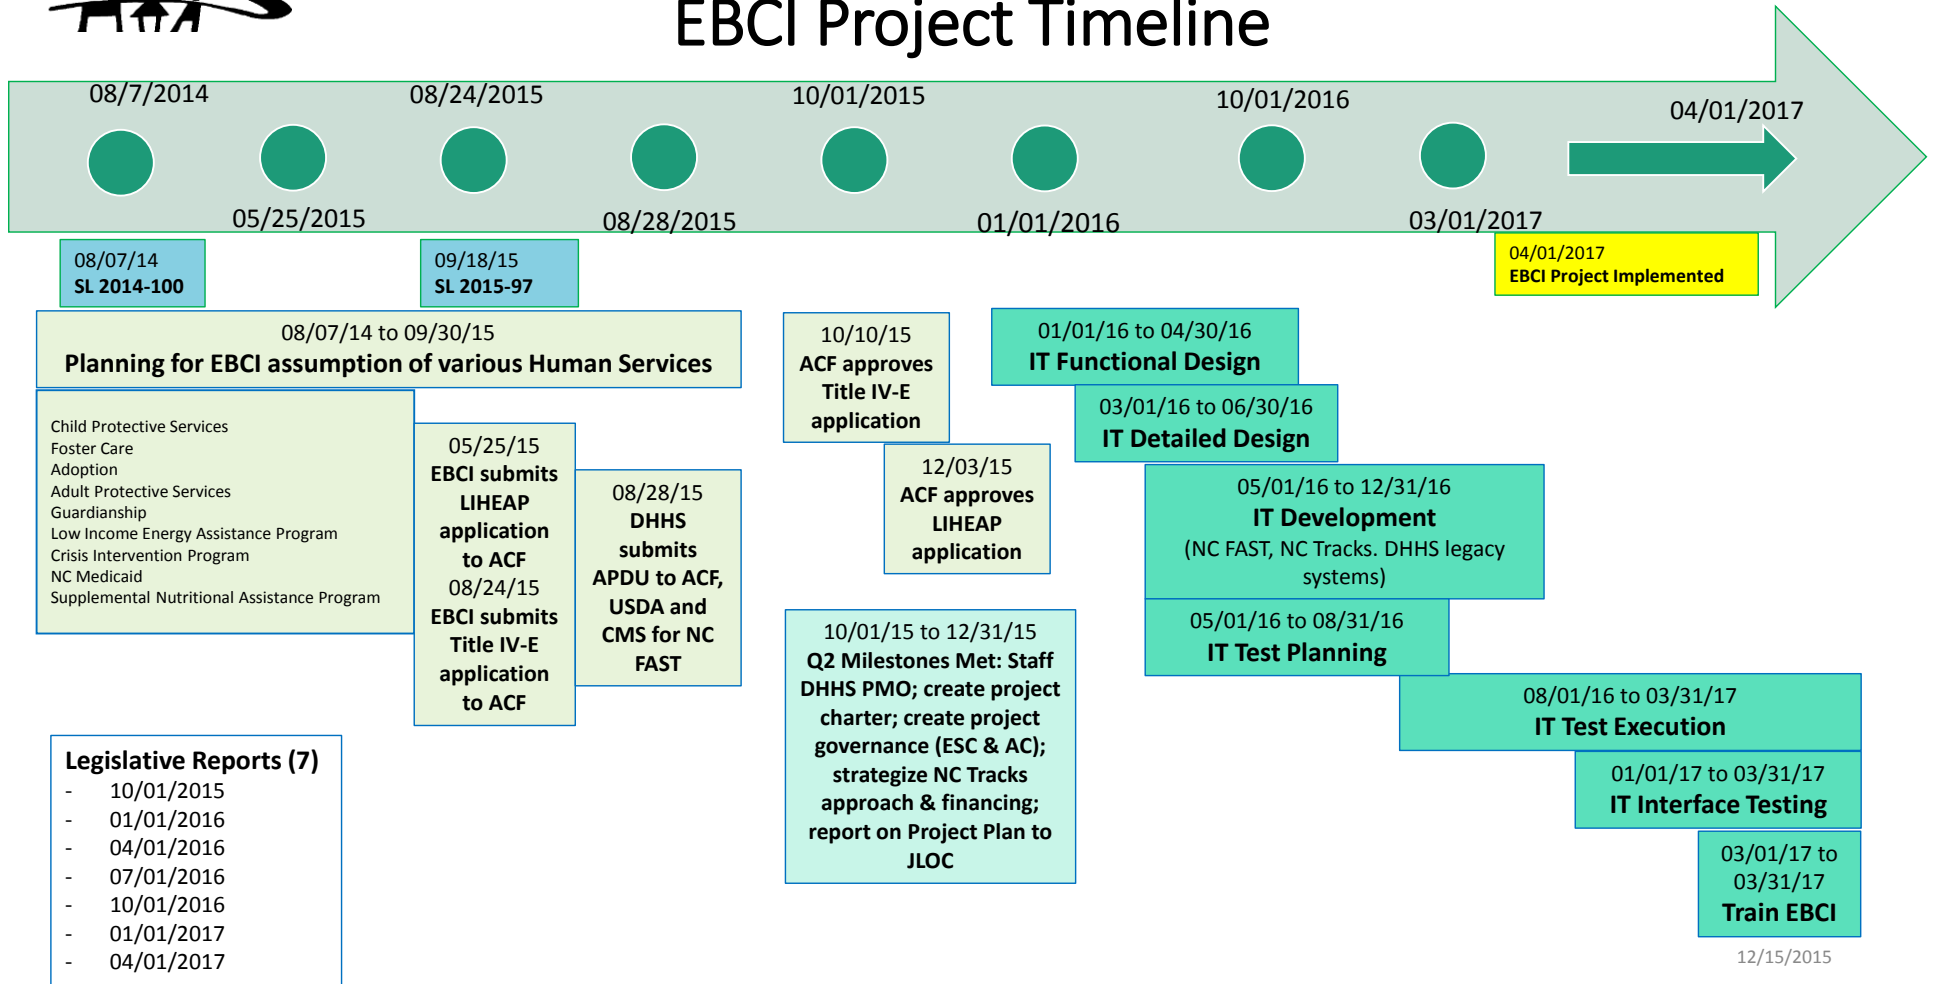 EBCI Project Timeline
08/7/2014
08/24/2015
10/01/2015
10/01/2016
04/01/2017
05/25/2015
08/28/2015
01/01/2016
03/01/2017
08/07/14
SL 2014-100
09/18/15
SL 2015-97
04/01/2017
EBCI Project Implemented
08/07/14 to 09/30/15
Planning for EBCI assumption of various Human Services
Child Protective Services
Foster Care
Adoption
Adult Protective Services
Guardianship
Low Income Energy Assistance Program
Crisis Intervention Program
NC Medicaid
Supplemental Nutritional Assistance Program
05/25/15
EBCI submits
LIHEAP
application
to ACF
08/24/15
EBCI submits
Title IV-E
application
to ACF
08/28/15
DHHS
submits
APDU to ACF,
USDA and
CMS for NC
FAST
10/10/15
ACF approves
Title IV-E
application
12/03/15
ACF approves
LIHEAP
application
10/01/15 to 12/31/15
Q2 Milestones Met: Staff
DHHS PMO; create project
charter; create project
governance (ESC & AC);
strategize NC Tracks
approach & financing;
report on Project Plan to
JLOC
01/01/16 to 04/30/16
IT Functional Design
03/01/16 to 06/30/16
IT Detailed Design
05/01/16 to 12/31/16
IT Development
(NC FAST, NC Tracks. DHHS legacy
systems)
05/01/16 to 08/31/16
IT Test Planning
08/01/16 to 03/31/17
IT Test Execution
01/01/17 to 03/31/17
IT Interface Testing
03/01/17 to
03/31/17
Train EBCI
Legislative Reports (7)
- 10/01/2015
- 01/01/2016
- 04/01/2016
- 07/01/2016
- 10/01/2016
- 01/01/2017
- 04/01/2017
12/15/2015